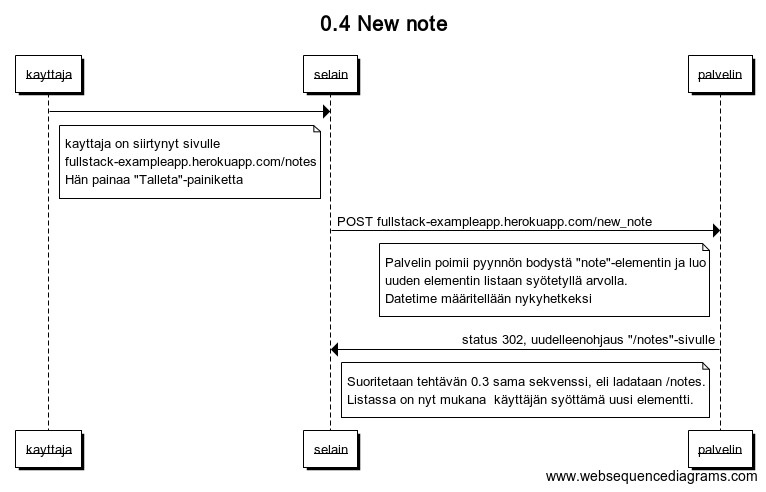 0.4 New note
kayttaja
selain
palvelin
kayttaja on siirtynyt sivulle
fullstack-exampleapp.herokuapp.com/notes
Hän painaa "Talleta"-painiketta
POST fullstack-exampleapp.herokuapp.com/new_note
Palvelin poimii pyynnön bodystä "note"-elementin ja luo
uuden elementin listaan syötetyllä arvolla.
Datetime määritellään nykyhetkeksi
status 302, uudelleenohjaus "/notes"-sivulle
Suoritetaan tehtävän 0.3 sama sekvenssi, eli ladataan /notes.
Listassa on nyt mukana  käyttäjän syöttämä uusi elementti.
kayttaja
selain
palvelin
www.websequencediagrams.com